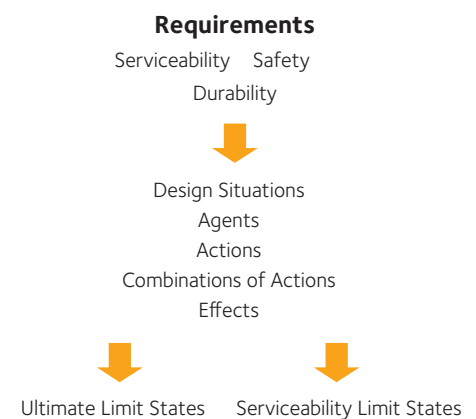 Requirements
Serviceability Safety
Durability
Design Situations
Agents
Actions
Combinations of Actions
Effects
Ultimate Limit States Serviceability Limit States